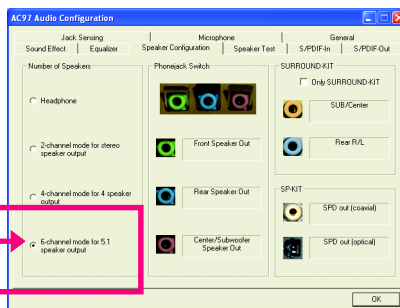 AC97 Audio Configuration
Jack Sensing
Microphone
General
Sound Effect
Equalizer
Speaker Configuration
Speaker Test
S/PDIF-In
S/PDIF-Out
Number of Speakers
Headphone
2-channel mode for stereo
speaker output
4-channel mode for 4 speaker
output
6-channel mode for 5.1
speaker output
Phonejack Switch
Front Speaker Out
Rear Speaker Out
Center/Subwoofer
Speaker Out
SURROUND-KIT
Only SURROUND-KIT
SUB/Center
Rear R/L
SP-KIT
SPD out (coaxial)
SPD out (optical)
OK